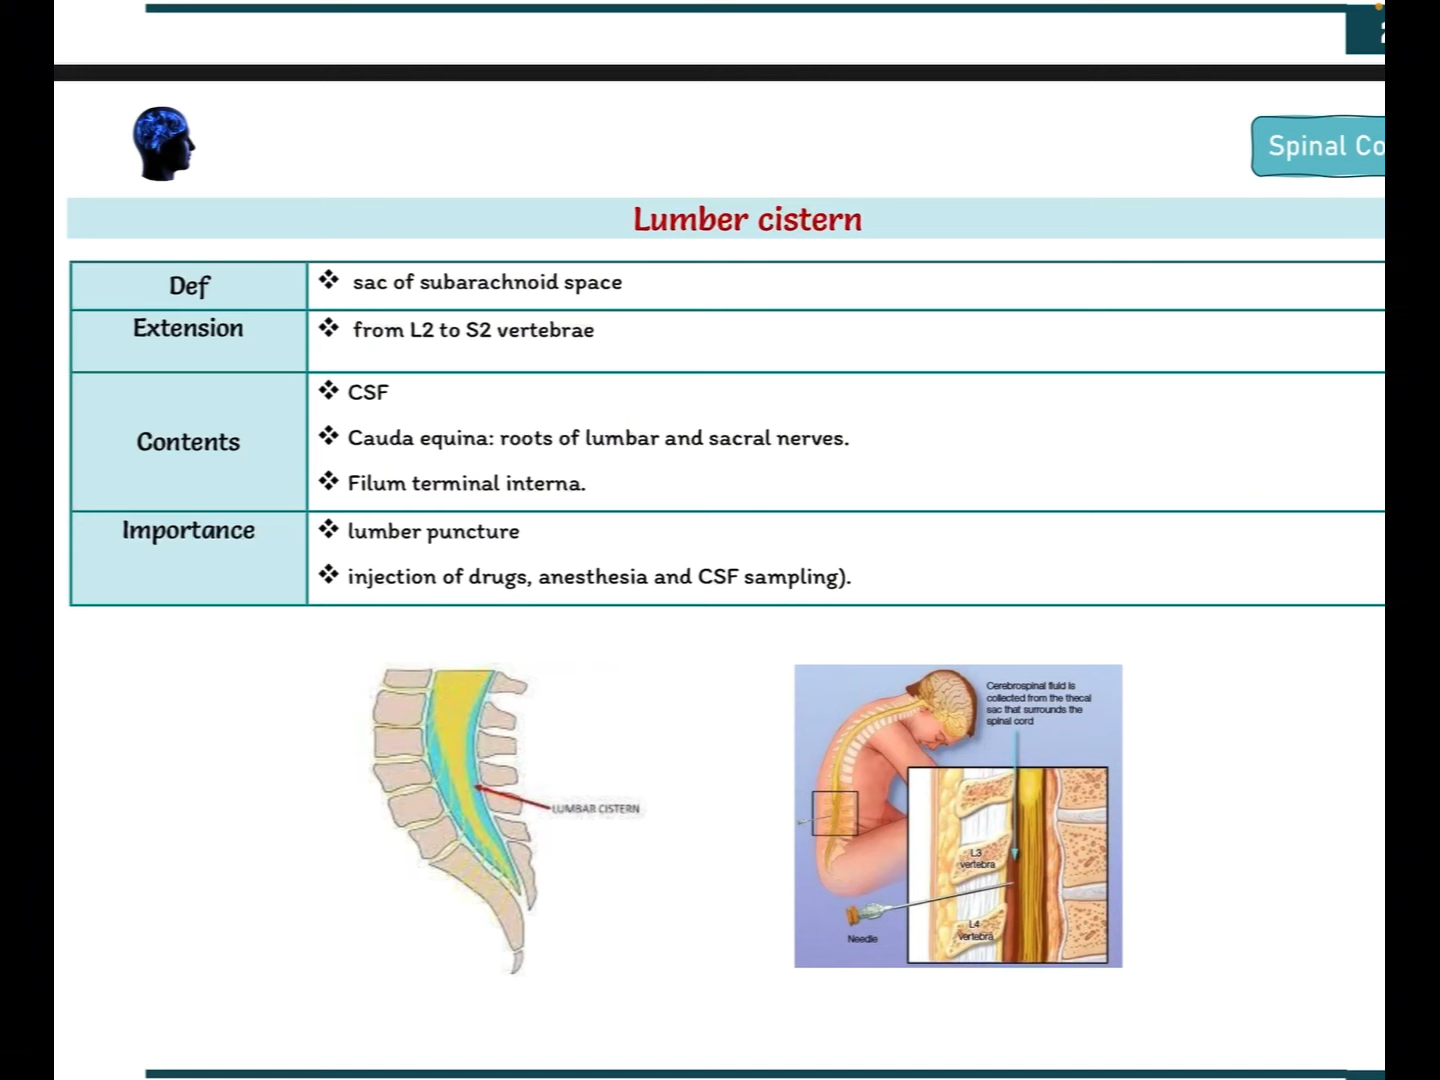 Spinal Co
Lumber cistern
Def
❖ sac of subarachnoid space
Extension
❖ from L2 to S2 vertebrae
Contents
❖ CSF
❖ Cauda equina: roots of lumbar and sacral nerves.
❖ Filum terminal interna.
Importance
❖ lumber puncture
❖ injection of drugs, anesthesia and CSF sampling).
LUMBAR CISTERN
Cerebrospinal fluid is
collected from the thecal
sac that surrounds the
spinal cord
L3
vertebra
L4
vertebra
Needle